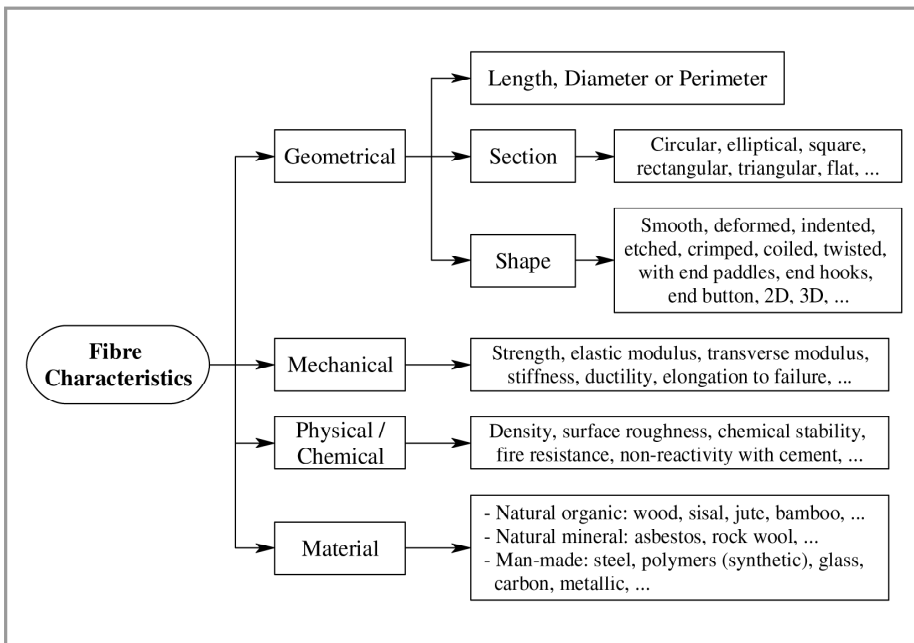 Length, Diameter or Perimeter
Geometrical
Section
Circular, elliptical, square,
rectangular, triangular, flat, ...
Shape
Smooth, deformed, indented,
etched, crimped, coiled, twisted,
with end paddles, end hooks,
end button, 2D, 3D, ...
Fibre
Characteristics
Mechanical
Strength, elastic modulus, transverse modulus,
stiffness, ductility, elongation to failure, ...
Physical /
Chemical
Density, surface roughness, chemical stability,
fire resistance, non-reactivity with cement, ...
Material
- Natural organic: wood, sisal, jute, bamboo, ...
- Natural mineral: asbestos, rock wool, ...
- Man-made: steel, polymers (synthetic), glass,
carbon, metallic, ...